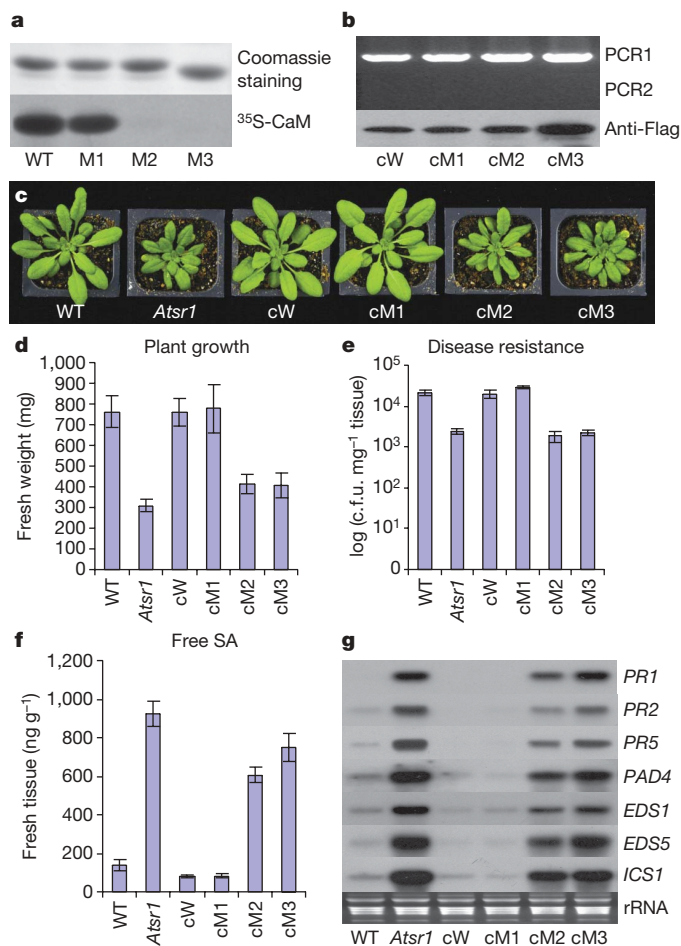 a
Coomassie
staining
³⁵S-CaM
WT M1 M2 M3
b
PCR1
PCR2
Anti-Flag
cW cM1 cM2 cM3
c
WT Atsr1 cW cM1 cM2 cM3
d
Plant growth
Fresh weight (mg)
1,000
900
800
700
600
500
400
300
200
100
0
WT Atsr1 cW cM1 cM2 cM3
e
Disease resistance
log (c.f.u. mg⁻¹ tissue)
10⁵
10⁴
10³
10²
10¹
0
WT Atsr1 cW cM1 cM2 cM3
f
Free SA
Fresh tissue (ng g⁻¹)
1,200
1,000
800
600
400
200
0
WT Atsr1 cW cM1 cM2 cM3
g
PR1
PR2
PR5
PAD4
EDS1
EDS5
ICS1
rRNA
WT Atsr1 cW cM1 cM2 cM3